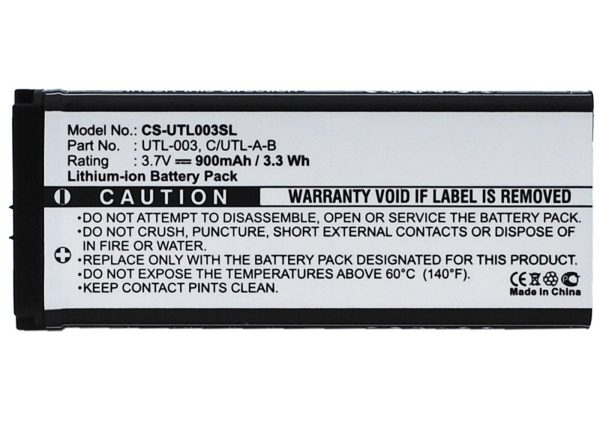 Model No.: CS-UTL003SL
Part No.: UTL-003, C/UTL-A-B
Rating : 3.7V 900mAh / 3.3 Wh
Lithium-ion Battery Pack
CAUTION WARRANTY VOID IF LABEL IS REMOVED
•DO NOT ATTEMPT TO DISASSEMBLE, OPEN OR SERVICE THE BATTERY PACK.
•DO NOT CRUSH, PUNCTURE, SHORT EXTERNAL CONTACTS OR DISPOSE OF
IN FIRE OR WATER.
•REPLACE ONLY WITH THE BATTERY PACK DESIGNATED FOR THIS SYSTEM.
•DO NOT EXPOSE TEMPERATURES ABOVE 60°C (140°F).
•KEEP CONTACT PINTS CLEAN.
CE
Made in China